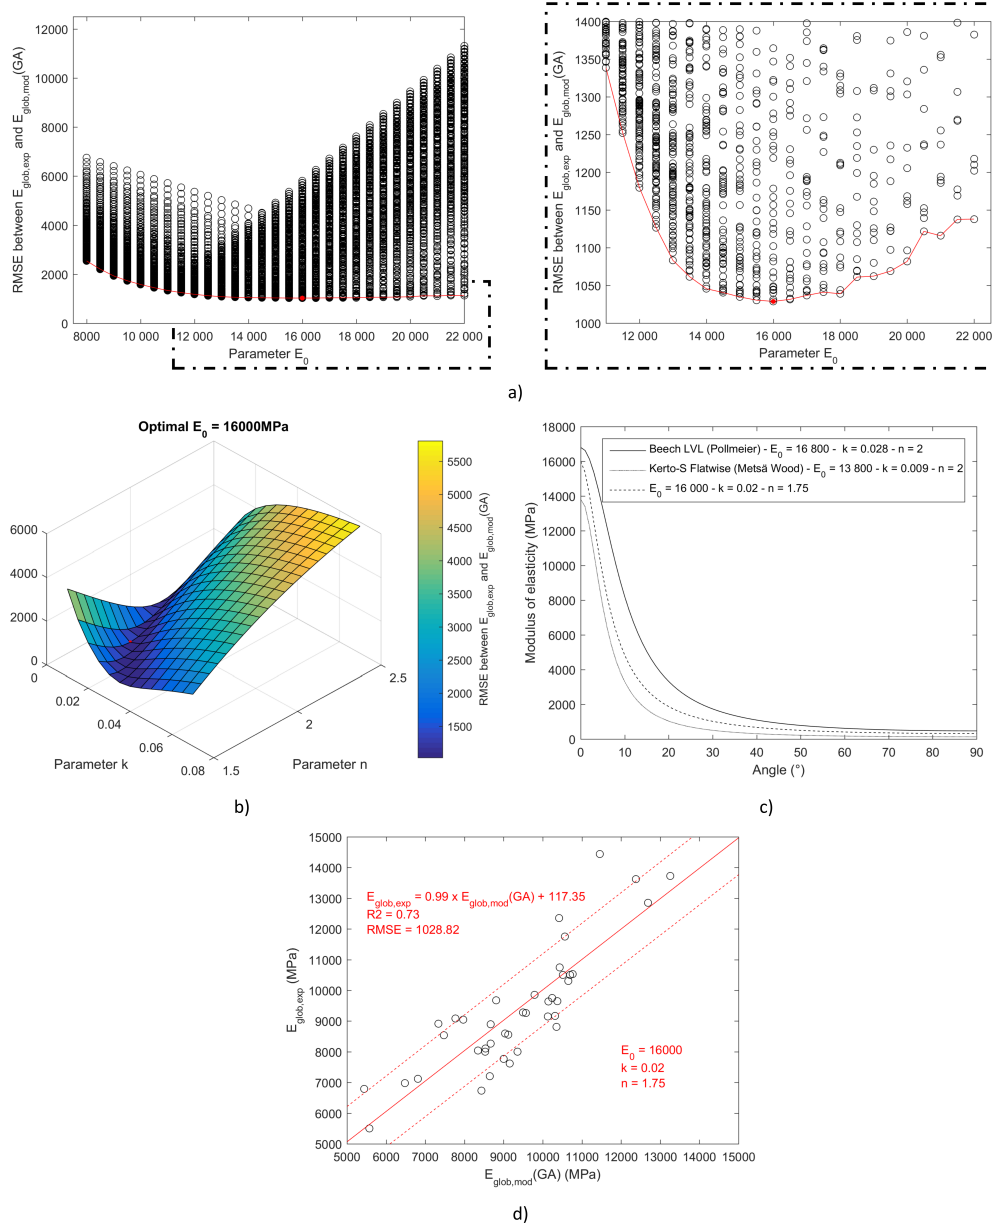 12000
10000
8000
6000
4000
2000
0
RMSE between E_glob,exp and E_glob,mod(GA)
8000 10 000 12 000 14 000 16 000 18 000 20 000 22 000
Parameter E_0
1400
1350
1300
1250
1200
1150
1100
1050
1000
RMSE between E_glob,exp and E_glob,mod(GA)
12 000 14 000 16 000 18 000 20 000 22 000
Parameter E_0
a)
Optimal E_0 = 16000MPa
6000
4000
2000
0
0
0.02
0.04
0.06
0.08
Parameter k
1.5
2
2.5
Parameter n
5500
5000
4500
4000
3500
3000
2500
2000
1500
RMSE between E_glob,exp and E_glob,mod(GA)
b)
18000
16000
14000
12000
10000
8000
6000
4000
2000
0
Modulus of elasticity (MPa)
Beech LVL (Pollmeier) - E_0 = 16 800 - k = 0.028 - n = 2
Kerto-S Flatwise (Metsä Wood) - E_0 = 13 800 - k = 0.009 - n = 2
E_0 = 16 000 - k = 0.02 - n = 1.75
0 10 20 30 40 50 60 70 80 90
Angle (°)
c)
15000
14000
13000
12000
11000
10000
9000
8000
7000
6000
5000
E_glob,exp (MPa)
E_glob,exp = 0.99 x E_glob,mod(GA) + 117.35
R2 = 0.73
RMSE = 1028.82
E_0 = 16000
k = 0.02
n = 1.75
5000 6000 7000 8000 9000 10000 11000 12000 13000 14000 15000
E_glob,mod(GA) (MPa)
d)